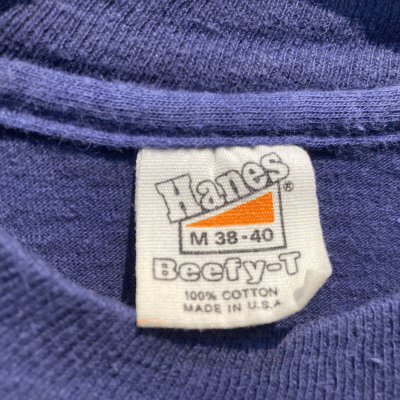 Hanes®
M 38-40
Beefy-T
100% COTTON
MADE IN U.S.A